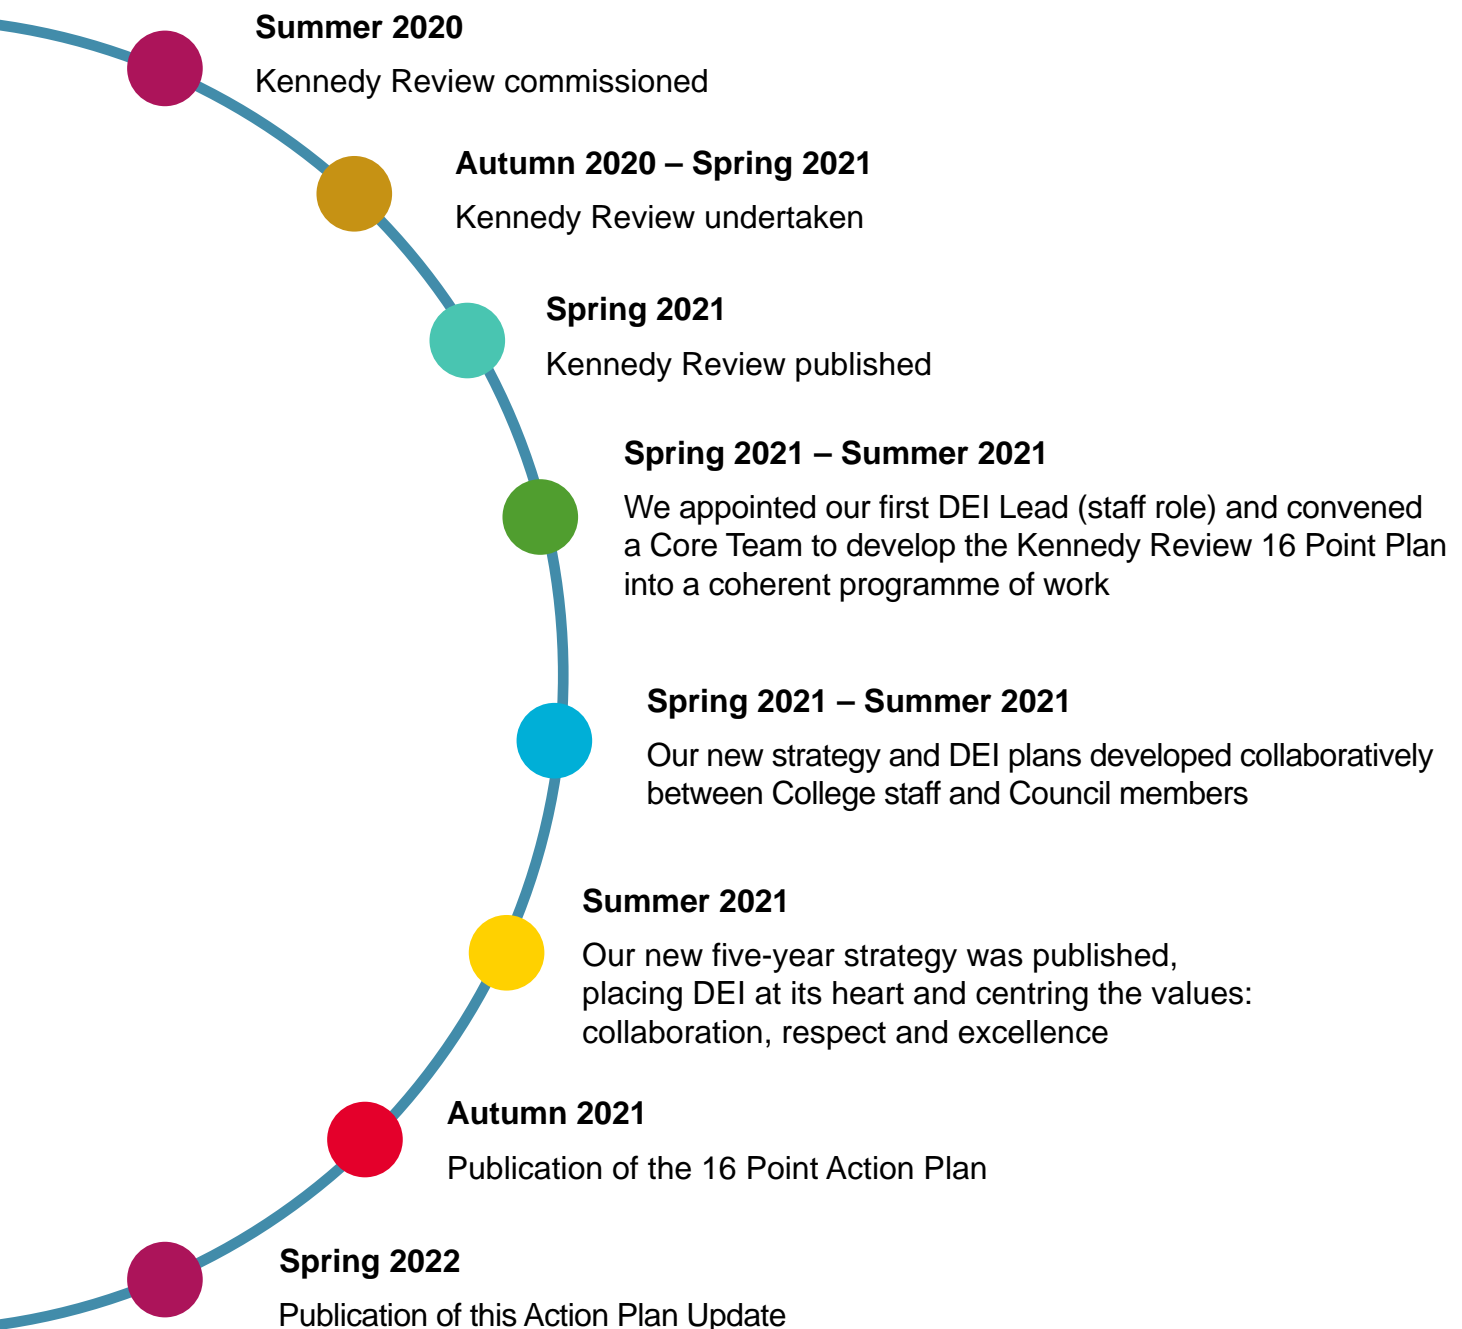 Summer 2020
Kennedy Review commissioned
Autumn 2020 – Spring 2021
Kennedy Review undertaken
Spring 2021
Kennedy Review published
Spring 2021 – Summer 2021
We appointed our first DEI Lead (staff role) and convened
a Core Team to develop the Kennedy Review 16 Point Plan
into a coherent programme of work
Spring 2021 – Summer 2021
Our new strategy and DEI plans developed collaboratively
between College staff and Council members
Summer 2021
Our new five-year strategy was published,
placing DEI at its heart and centring the values:
collaboration, respect and excellence
Autumn 2021
Publication of the 16 Point Action Plan
Spring 2022
Publication of this Action Plan Update